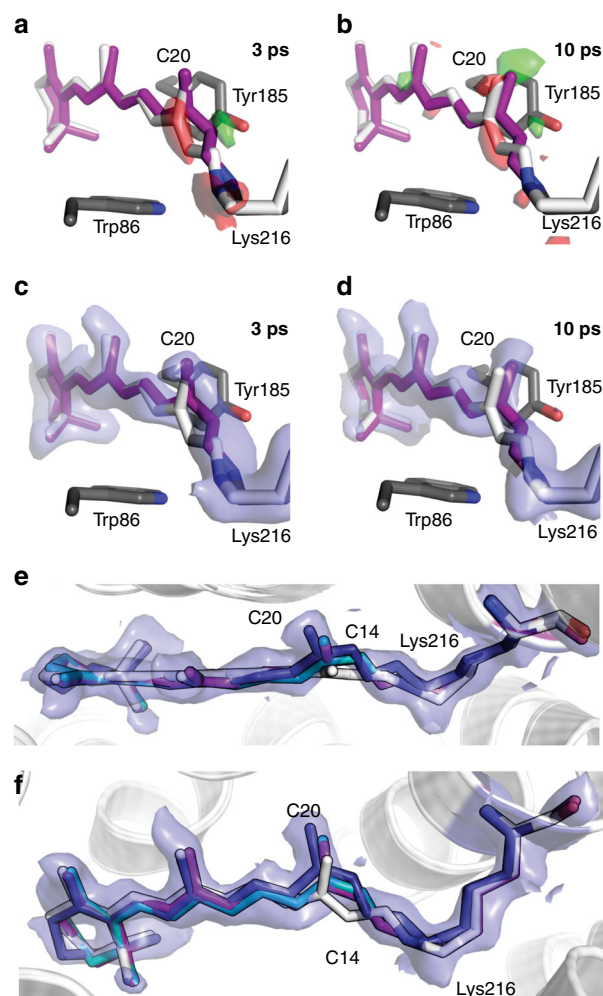 a 3 ps
C20
Tyr185
Trp86
Lys216
b 10 ps
C20
Tyr185
Trp86
Lys216
c 3 ps
C20
Tyr185
Trp86
Lys216
d 10 ps
C20
Tyr185
Trp86
Lys216
e
C20
C14
Lys216
f
C20
C14
Lys216